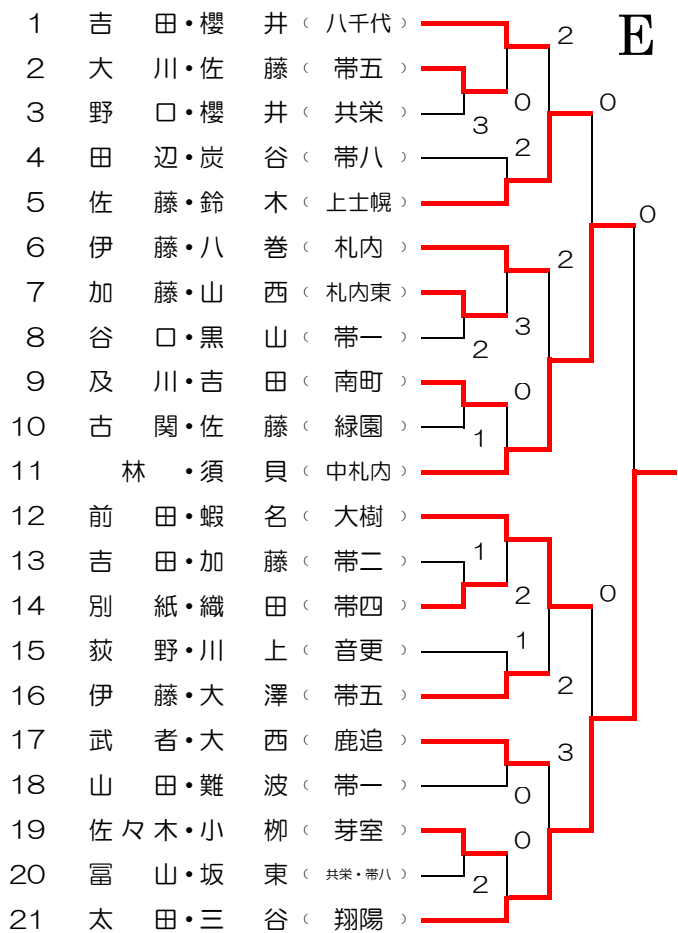 E
1 吉田・櫻井（八千代）
2 大川・佐藤（帯五）
3 野口・櫻井（共栄）
4 田辺・炭谷（帯八）
5 佐藤・鈴木（上士幌）
6 伊藤・八巻（札内）
7 加藤・山西（札内東）
8 谷口・黒山（帯一）
9 及川・吉田（南町）
10 古関・佐藤（緑園）
11 林・須貝（中札内）
12 前田・蝦名（大樹）
13 吉田・加藤（帯二）
14 別紙・織田（帯四）
15 荻野・川上（音更）
16 伊藤・大澤（帯五）
17 武者・大西（鹿追）
18 山田・難波（帯一）
19 佐々木・小栁（芽室）
20 冨山・坂東（共栄・帯八）
21 太田・三谷（翔陽）
2
0
0
3
2
0
2
3
2
0
1
1
2
0
1
2
3
0
0
2